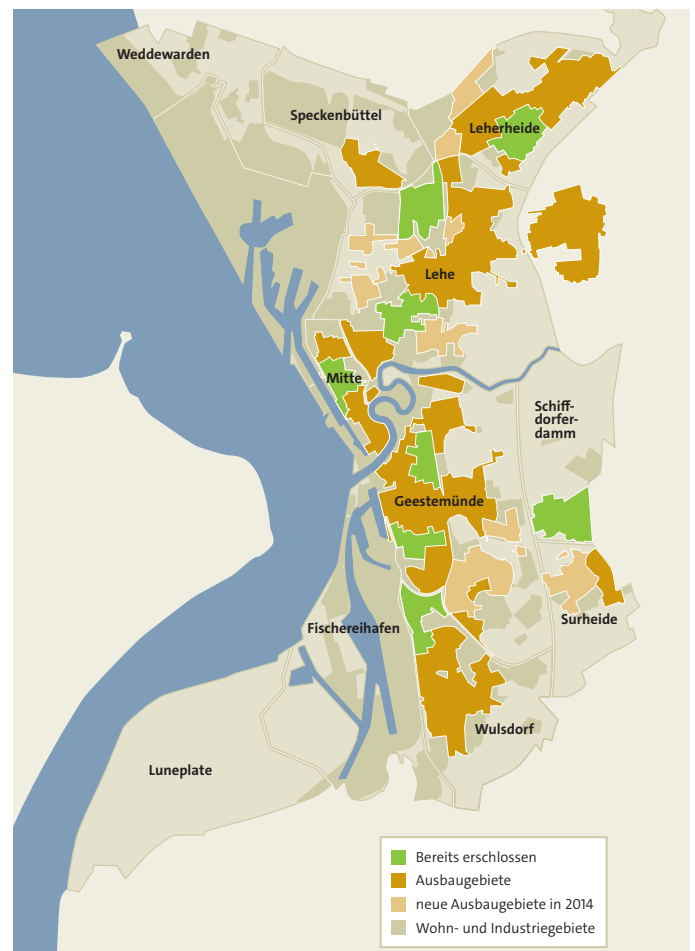 Weddewarden
Speckenbüttel
Leherheide
Lehe
Mitte
Schiff-
dorfer-
damm
Geestemünde
Surheide
Fischereihafen
Wulsdorf
Luneplate
Bereits erschlossen
Ausbaugebiete
neue Ausbaugebiete in 2014
Wohn- und Industriegebiete